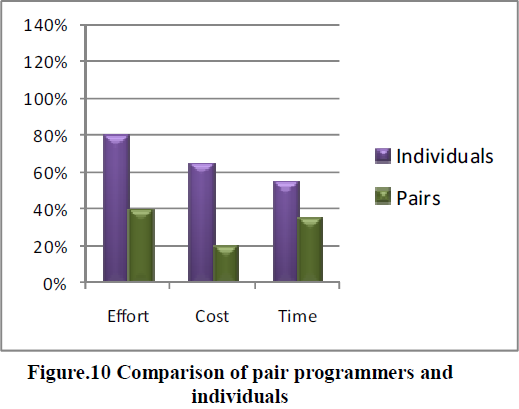 140%
120%
100%
80%
60%
40%
20%
0%
Effort Cost Time
Individuals
Pairs
Figure.10 Comparison of pair programmers and
individuals